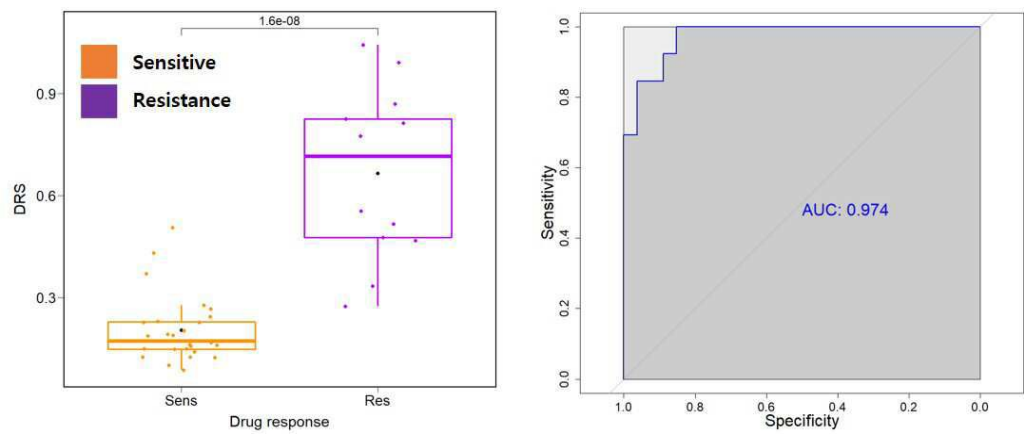 1.6e-08
Sensitive
Resistance
0.9
0.6
0.3
DRS
Sens Res
Drug response
1.0
0.8
0.6
0.4
0.2
0.0
Sensitivity
AUC: 0.974
1.0 0.8 0.6 0.4 0.2 0.0
Specificity